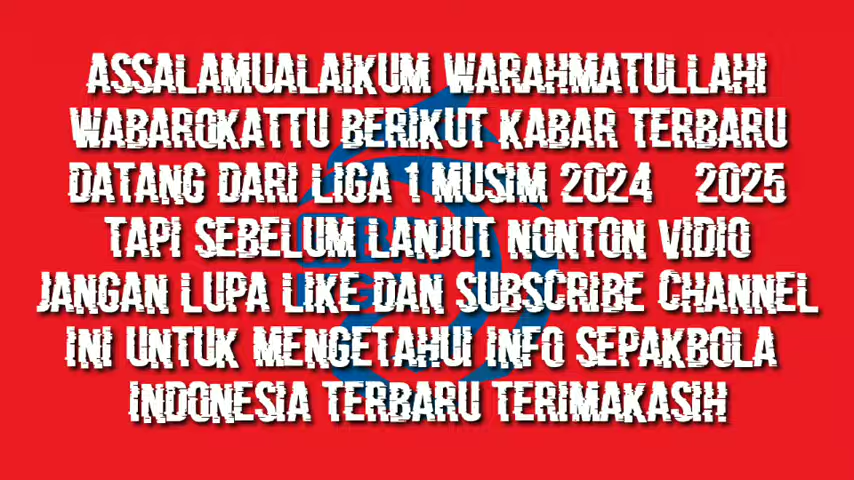 ASSALAMUALAIKUM WARAHMATULLAHI
WABAROKATTU BERIKUT KABAR TERBARU
DATANG DARI LIGA 1 MUSIM 2024 2025
TAPI SEBELUM LANJUT NONTON VIDIO
JANGAN LUPA LIKE DAN SUBSCRIBE CHANNEL
INI UNTUK MENGETAHUI INFO SEPAKBOLA
INDONESIA TERBARU TERIMAKASIH